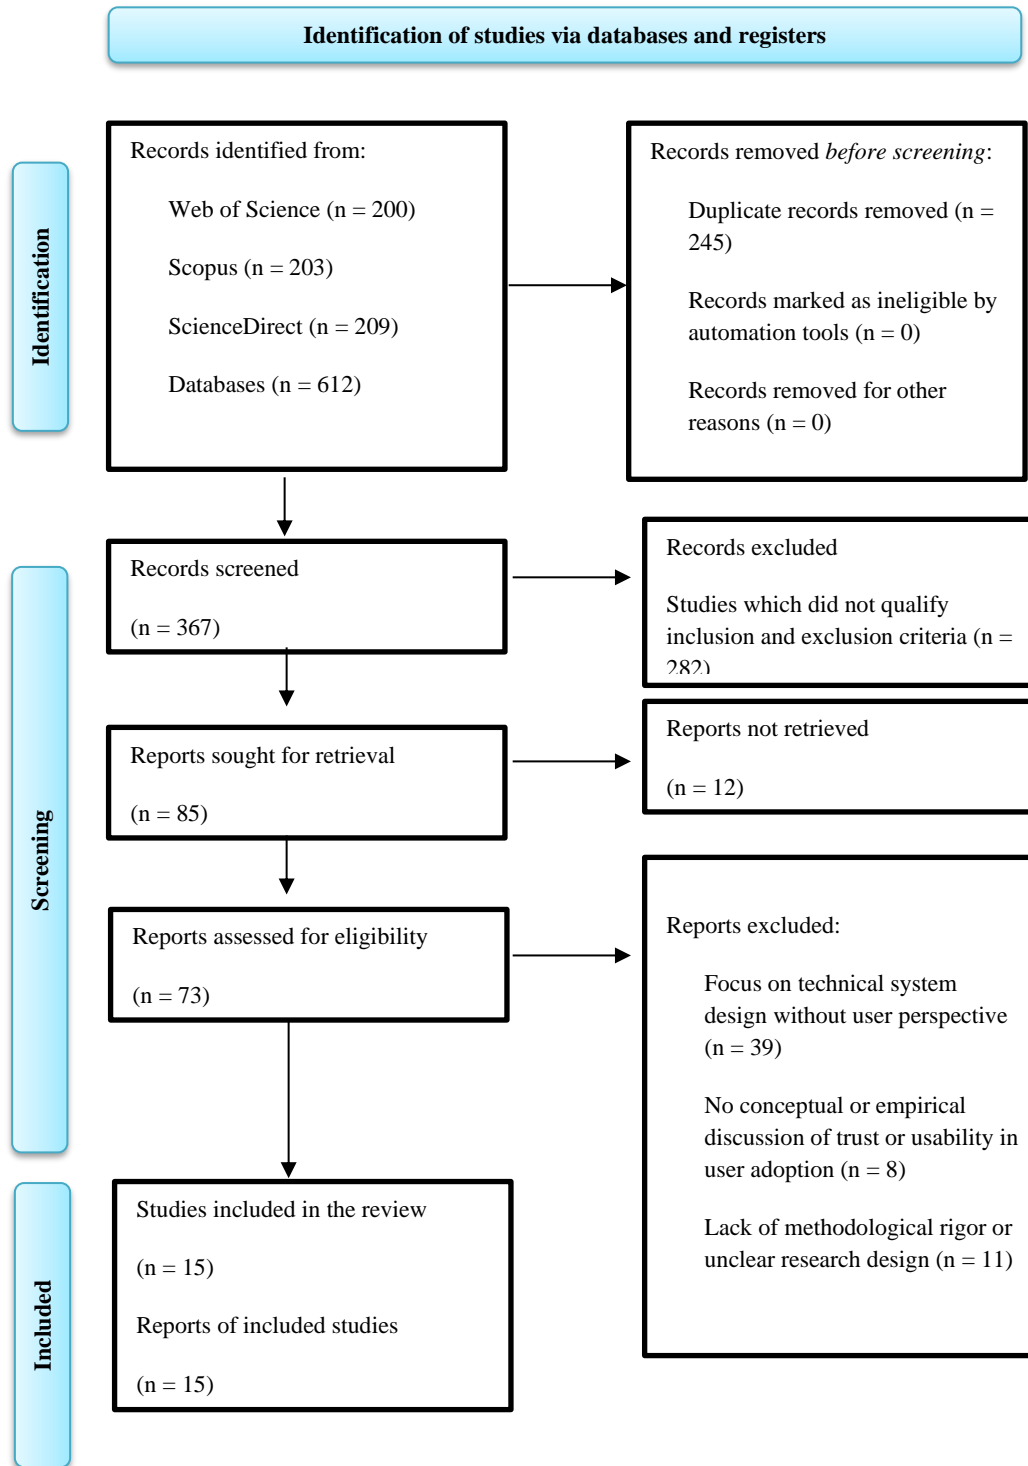 Identification of studies via databases and registers
Identification
Records identified from:
Web of Science (n = 200)
Scopus (n = 203)
ScienceDirect (n = 209)
Databases (n = 612)
Records removed before screening:
Duplicate records removed (n =
245)
Records marked as ineligible by
automation tools (n = 0)
Records removed for other
reasons (n = 0)
Screening
Records screened
(n = 367)
Records excluded
Studies which did not qualify
inclusion and exclusion criteria (n =
282)
Reports sought for retrieval
(n = 85)
Reports not retrieved
(n = 12)
Reports assessed for eligibility
(n = 73)
Reports excluded:
Focus on technical system
design without user perspective
(n = 39)
No conceptual or empirical
discussion of trust or usability in
user adoption (n = 8)
Lack of methodological rigor or
unclear research design (n = 11)
Included
Studies included in the review
(n = 15)
Reports of included studies
(n = 15)